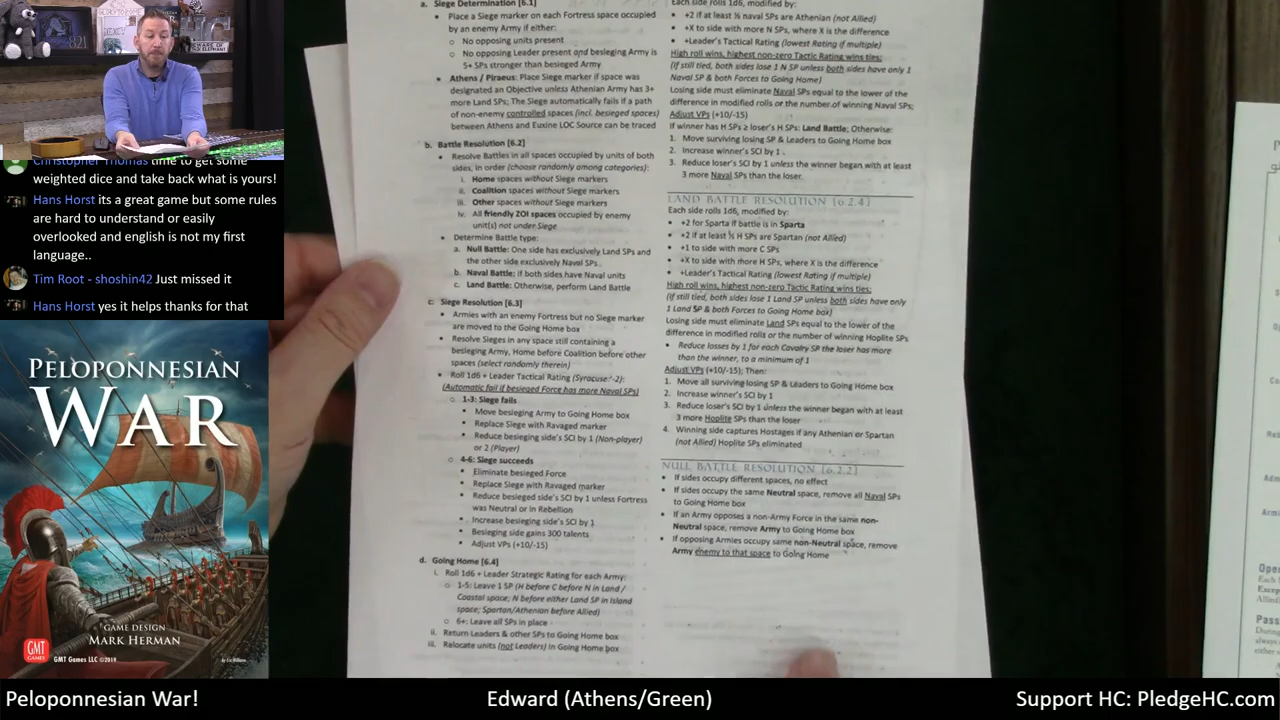 821
WARS OF
Christopher Thomas time to get some
weighted dice and take back what is yours!
Hans Horst its a great game but some rules
are hard to understand or easily
overlooked and english is not my first
language..
Tim Root - shoshin42 Just missed it
Hans Horst yes it helps thanks for that
PELOPONNESIAN
WAR
GAME DESIGN
MARK HERMAN
GMT
GAMES
GMT Games LLC ©2019
a. Siege Determination [6.1]
• Place a Siege marker on each Fortress space occupied
by an enemy Army if either:
o No opposing units present
o No opposing Leader present and besieging Army is
5+ SPs stronger than besieged Army
• Athens / Piraeus: Place Siege marker if space was
designated an Objective unless Athenian Army has 3+
more Land SPs; The Siege automatically fails if a path
of non-enemy controlled spaces (incl. besieged spaces)
between Athens and Euxine LOC Source can be traced
b. Battle Resolution [6.2]
• Resolve Battles in all spaces occupied by units of both
sides, in order (choose randomly among categories):
i. Home spaces without Siege markers
ii. Coalition spaces without Siege markers
iii. Other spaces without Siege markers
iv. All friendly ZOI spaces occupied by enemy
unit(s) not under Siege
• Determine Battle type:
a. Null Battle: One side has exclusively Land SPs and
the other side exclusively Naval SPs
b. Naval Battle: if both sides have Naval units
c. Land Battle: Otherwise, perform Land Battle
c. Siege Resolution [6.3]
• Armies with an enemy Fortress but no Siege marker
are moved to the Going Home box
• Resolve Sieges in any space still containing a
besieging Army, Home before Coalition before other
spaces (select randomly therein)
• Roll 1d6 + Leader Tactical Rating (Syracuse: -2):
(Automatic fail if besieged Force has more Naval SPs)
o 1-3: Siege fails
• Move besieging Army to Going Home box
• Replace Siege with Ravaged marker
• Reduce besieging side's SCI by 1 (Non-player)
or 2 (Player)
o 4-6: Siege succeeds
• Eliminate besieged Force
• Replace Siege with Ravaged marker
• Reduce besieged side's SCI by 1 unless Fortress
was Neutral or in Rebellion
• Increase besieging side's SCI by 1
• Besieging side gains 300 talents
• Adjust VPs (+10/-15)
d. Going Home [6.4]
i. Roll 1d6 + Leader Strategic Rating for each Army:
o 1-5: Leave 1 SP (H before C before N in Land /
Coastal space; N before either Land SP in Island
space; Spartan/Athenian before Allied)
o 6+: Leave all SPs in place
ii. Return Leaders & other SPs to Going Home box
iii. Relocate units (not Leaders) in Going Home box
Each side rolls 1d6, modified by:
• +2 if at least ½ naval SPs are Athenian (not Allied)
• +X to side with more N SPs, where X is the difference
• +Leader's Tactical Rating (lowest Rating if multiple)
High roll wins, highest non-zero Tactic Rating wins ties;
(If still tied, both sides lose 1 N SP unless both sides have only 1
Naval SP & both Forces to Going Home)
Losing side must eliminate Naval SPs equal to the lower of the
difference in modified rolls or the number of winning Naval SPs;
Adjust VPs (+10/-15)
If winner has H SPs ≥ loser's H SPs: Land Battle; Otherwise:
1. Move surviving losing SP & Leaders to Going Home box
2. Increase winner's SCI by 1
3. Reduce loser's SCI by 1 unless the winner began with at least
3 more Naval SPs than the loser.
LAND BATTLE RESOLUTION [6.2.4]
Each side rolls 1d6, modified by:
• +2 for Sparta if battle is in Sparta
• +2 if at least ½ H SPs are Spartan (not Allied)
• +1 to side with more C SPs
• +X to side with more H SPs, where X is the difference
• +Leader's Tactical Rating (lowest Rating if multiple)
High roll wins, highest non-zero Tactic Rating wins ties;
(If still tied, both sides lose 1 Land SP unless both sides have only
1 Land SP & both Forces to Going Home box)
Losing side must eliminate Land SPs equal to the lower of the
difference in modified rolls or the number of winning Hoplite SPs
• Reduce losses by 1 for each Cavalry SP the loser has more
than the winner, to a minimum of 1
Adjust VPs (+10/-15); Then:
1. Move all surviving losing SP & Leaders to Going Home box
2. Increase winner's SCI by 1
3. Reduce loser's SCI by 1 unless the winner began with at least
3 more Hoplite SPs than the loser
4. Winning side captures Hostages if any Athenian or Spartan
(not Allied) Hoplite SPs eliminated
NULL BATTLE RESOLUTION [6.2.2]
• If sides occupy different spaces, no effect
• If sides occupy the same Neutral space, remove all Naval SPs
to Going Home box
• If an Army opposes a non-Army Force in the same non-
Neutral space, remove Army to Going Home box
• If opposing Armies occupy same non-Neutral space, remove
Army enemy to that space to Going Home
Peloponnesian War!
Edward (Athens/Green)
Support HC: PledgeHC.com